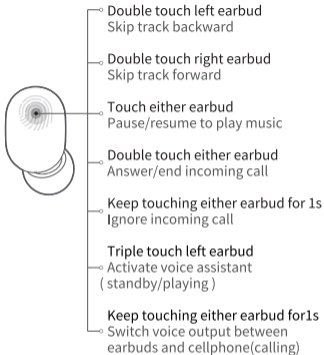 Double touch left earbud
Skip track backward
Double touch right earbud
Skip track forward
Touch either earbud
Pause/resume to play music
Double touch either earbud
Answer/end incoming call
Keep touching either earbud for 1s
Ignore incoming call
Triple touch left earbud
Activate voice assistant
( standby/playing )
Keep touching either earbud for1s
Switch voice output between
earbuds and cellphone(calling)